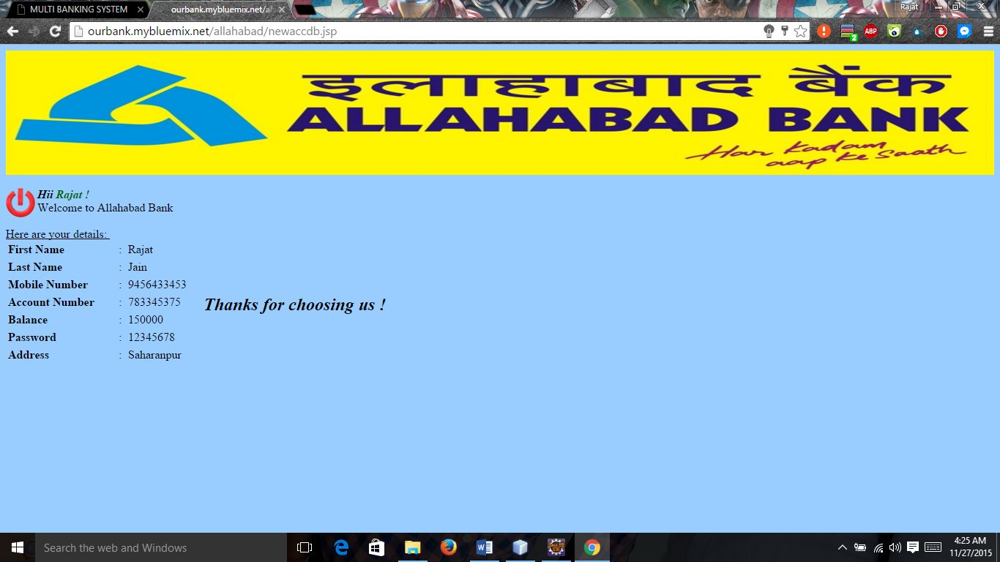 MULTI BANKING SYSTEM
ourbank.mybluemix.net/al
Rajat
ourbank.mybluemix.net/allahabad/newaccdb.jsp
2
ABP
इलाहाबाद बैंक
ALLAHABAD BANK
Har kadam
aap ke saath
Hii Rajat !
Welcome to Allahabad Bank
Here are your details:
First Name : Rajat
Last Name : Jain
Mobile Number : 9456433453
Account Number : 783345375
Balance : 150000
Password : 12345678
Address : Saharanpur
Thanks for choosing us !
Search the web and Windows
4:25 AM
11/27/2015